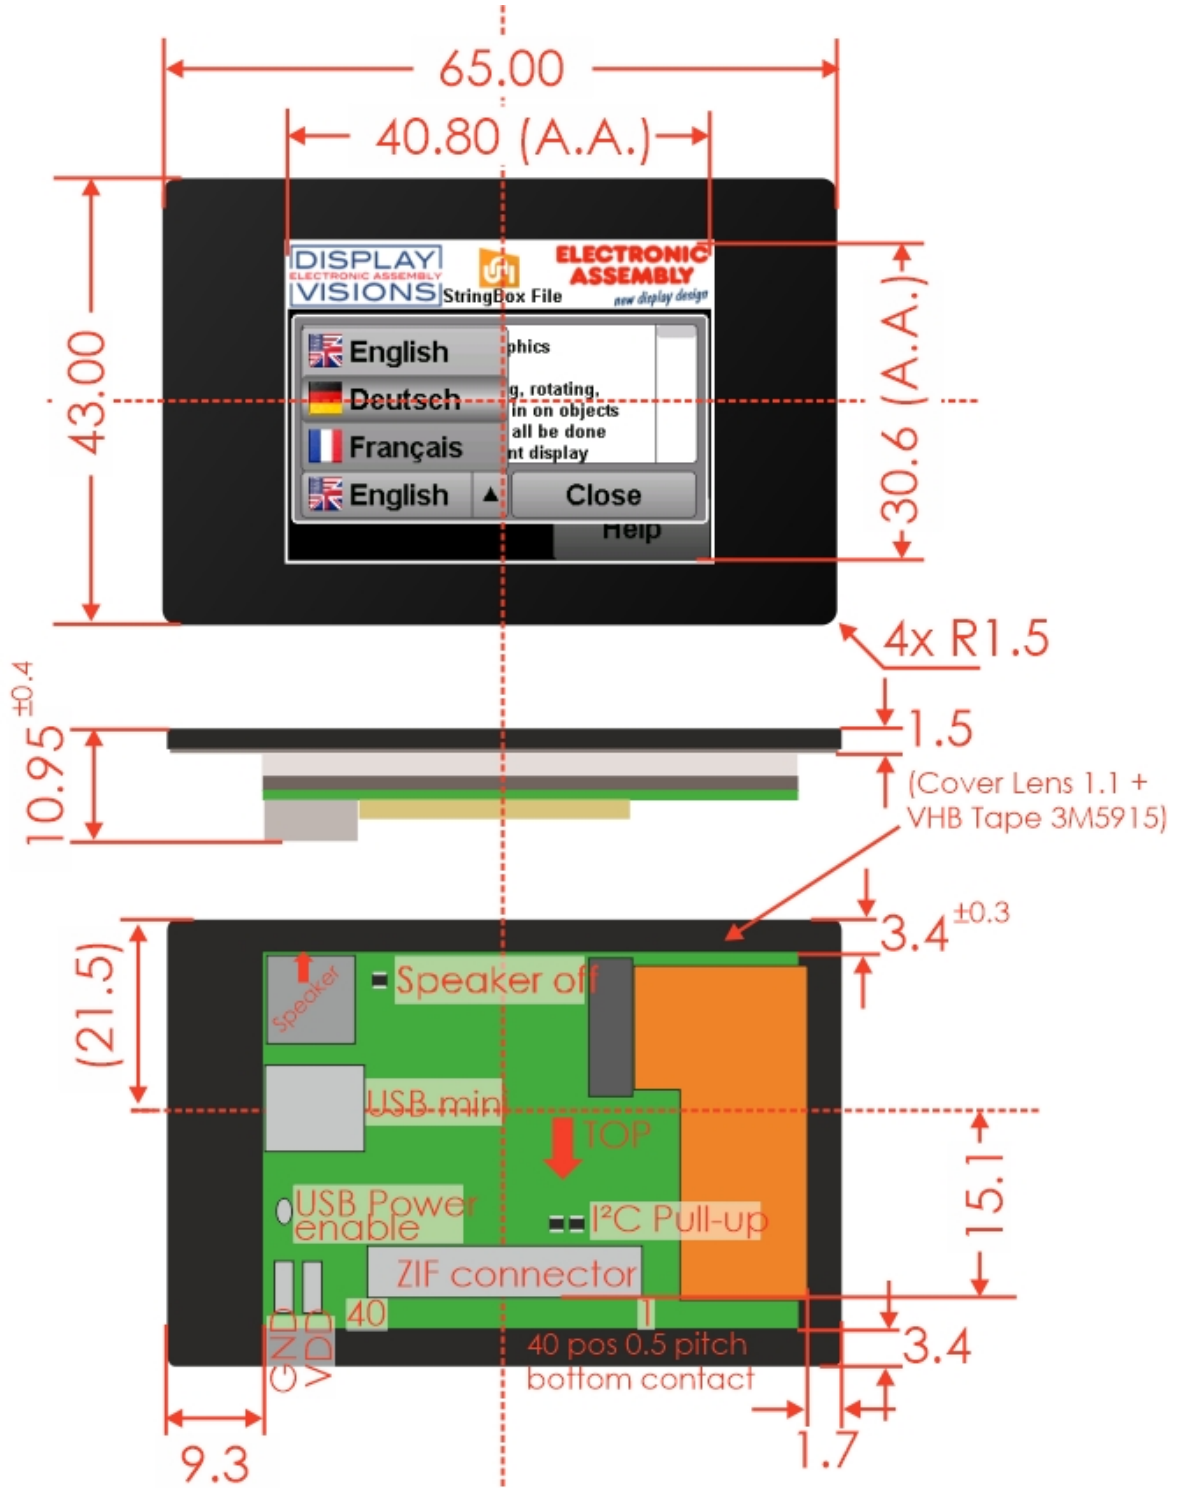 65.00
40.80 (A.A.)
43.00
30.6 (A.A.)
DISPLAY
ELECTRONIC ASSEMBLY
VISIONS
StringBox File
ELECTRONIC
ASSEMBLY
new display design
English
Deutsch
Français
English
▲
phics
g, rotating,
in on objects
all be done
nt display
Close
Help
4x R1.5
10.95 ±0.4
1.5
(Cover Lens 1.1 +
VHB Tape 3M5915)
3.4 ±0.3
(21.5)
Speaker
Speaker off
USB mini
TOP
15.1
USB Power
enable
I²C Pull-up
ZIF connector
40
1
GND
VDD
40 pos 0.5 pitch
bottom contact
3.4
9.3
1.7